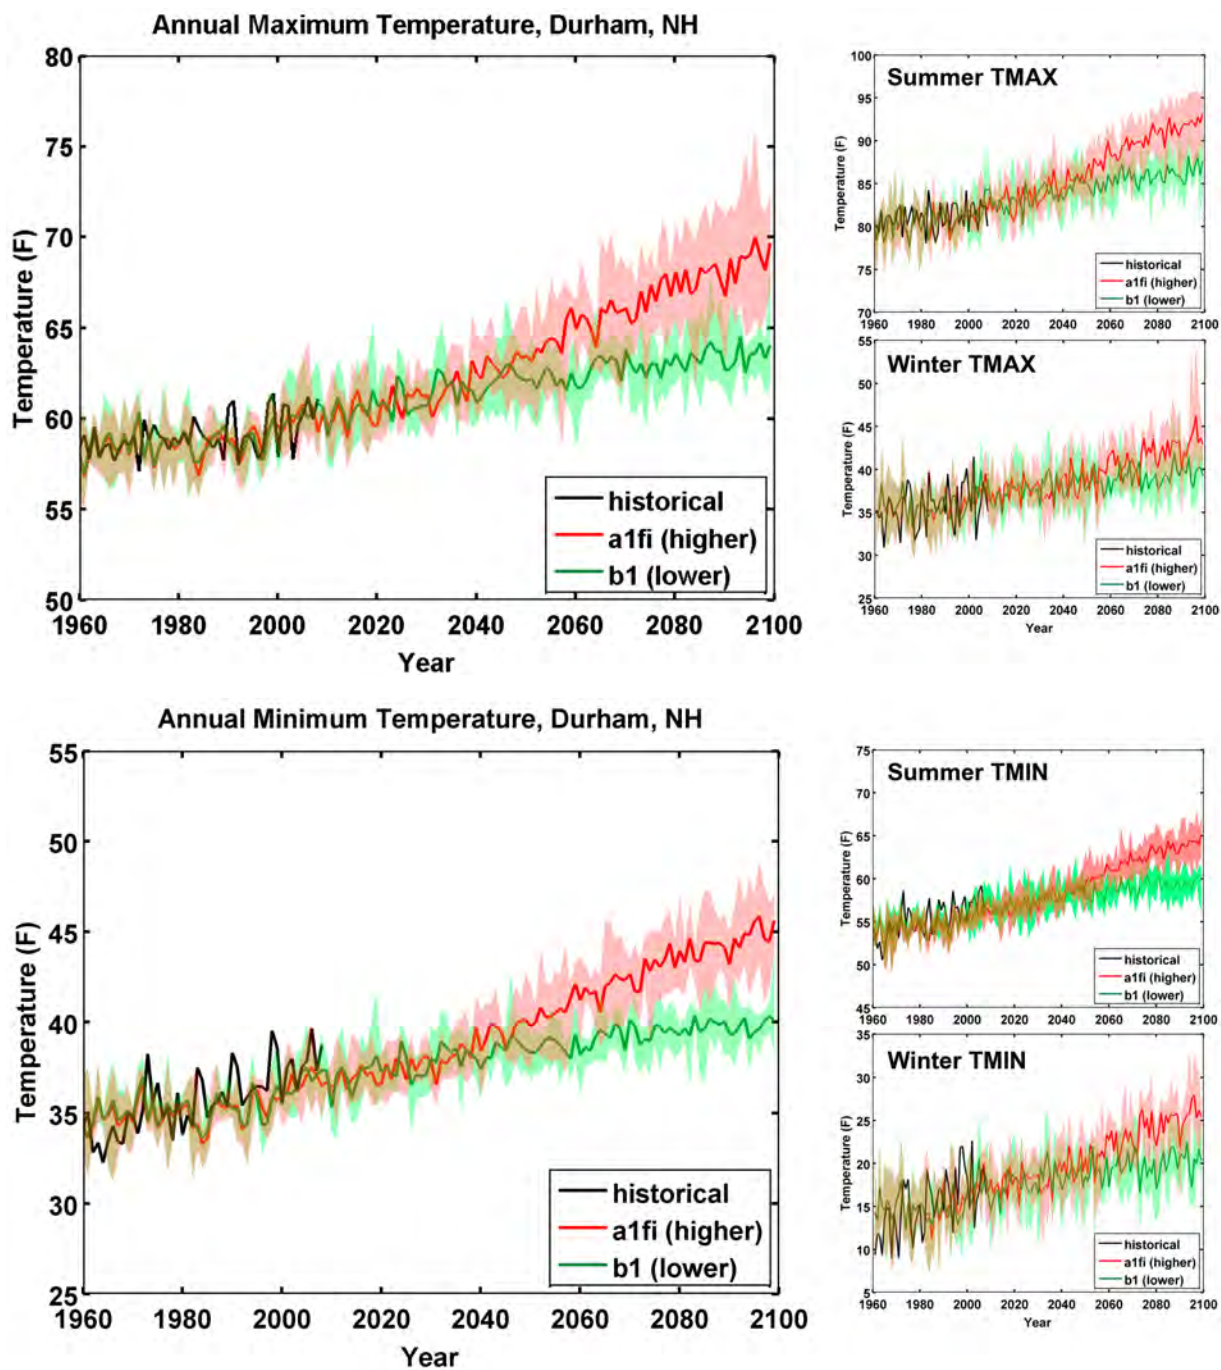 Annual Maximum Temperature, Durham, NH
80
75
70
65
60
55
50
Temperature (F)
historical
a1fi (higher)
b1 (lower)
1960 1980 2000 2020 2040 2060 2080 2100
Year
Summer TMAX
100
95
90
85
80
75
70
Temperature (F)
historical
a1fi (higher)
b1 (lower)
1960 1980 2000 2020 2040 2060 2080 2100
Winter TMAX
55
50
45
40
35
30
25
Temperature (F)
historical
a1fi (higher)
b1 (lower)
1960 1980 2000 2020 2040 2060 2080 2100
Year
Annual Minimum Temperature, Durham, NH
55
50
45
40
35
30
25
Temperature (F)
historical
a1fi (higher)
b1 (lower)
1960 1980 2000 2020 2040 2060 2080 2100
Year
Summer TMIN
75
70
65
60
55
50
45
Temperature (F)
historical
a1fi (higher)
b1 (lower)
1960 1980 2000 2020 2040 2060 2080 2100
Winter TMIN
35
30
25
20
15
10
5
Temperature (F)
historical
a1fi (higher)
b1 (lower)
1960 1980 2000 2020 2040 2060 2080 2100
Year